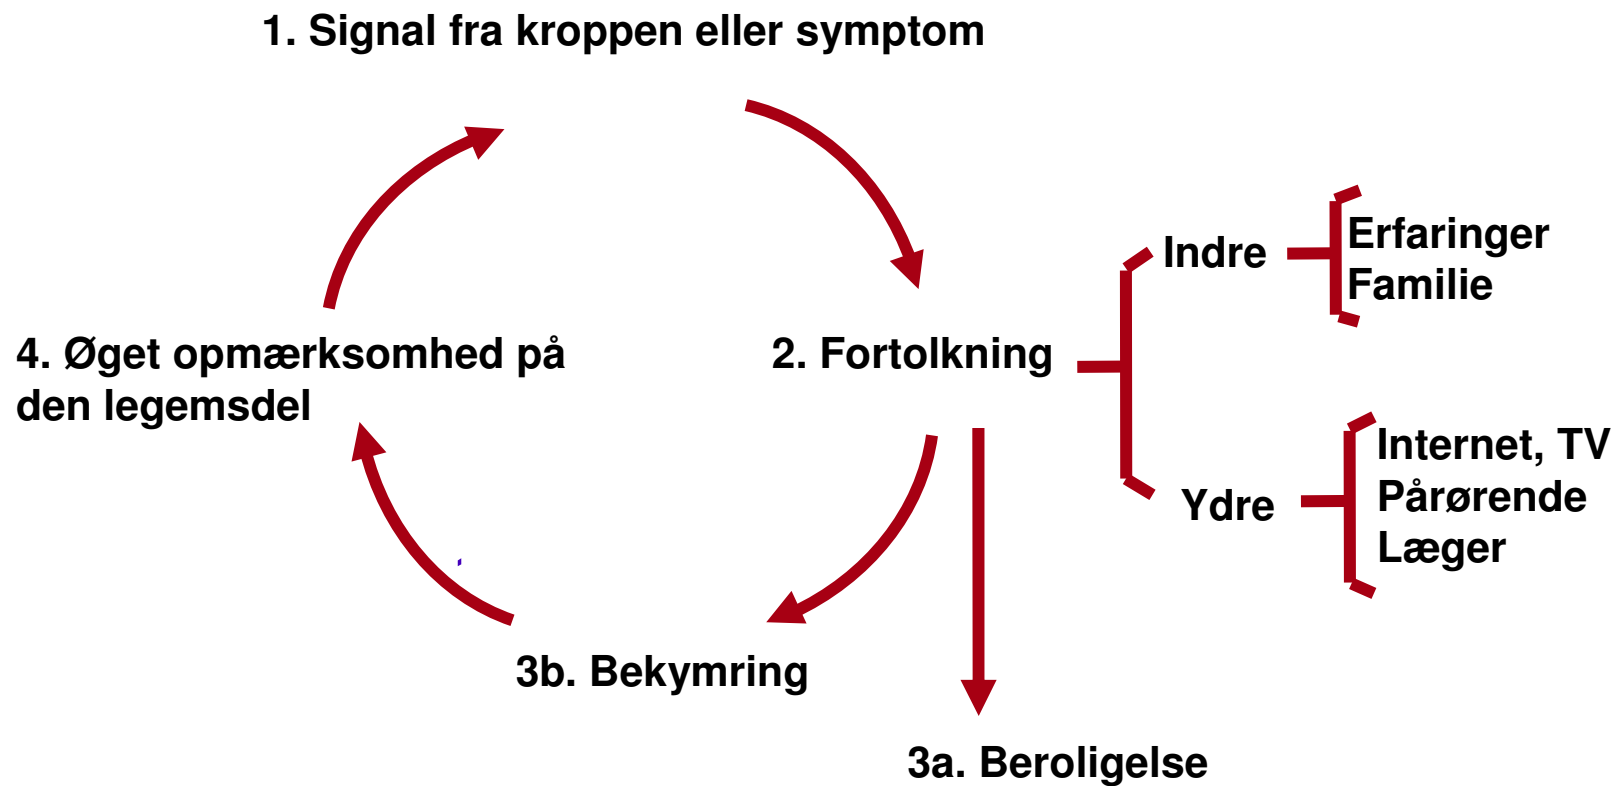 1. Signal fra kroppen eller symptom
2. Fortolkning
Indre
Erfaringer
Familie
Ydre
Internet, TV
Pårørende
Læger
3a. Beroligelse
3b. Bekymring
4. Øget opmærksomhed på
den legemsdel